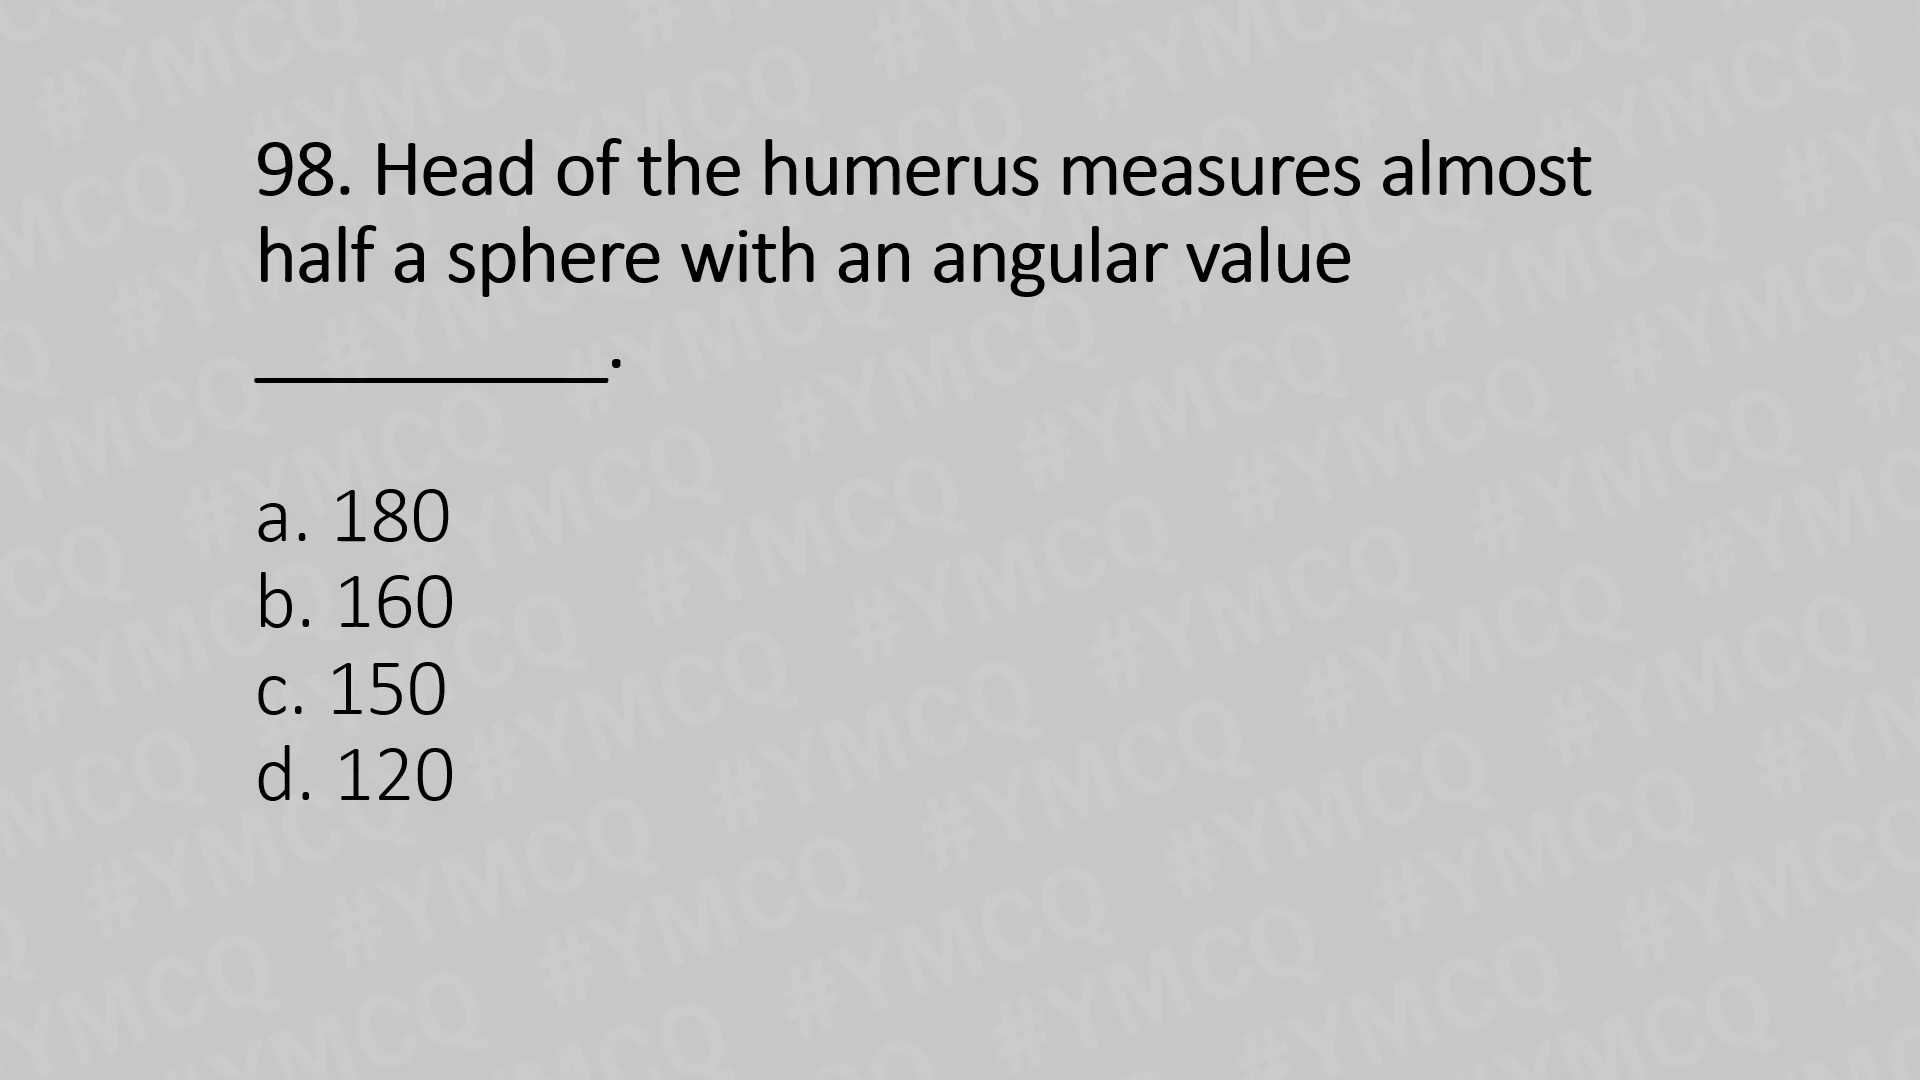 98. Head of the humerus measures almost
half a sphere with an angular value
__________.
a. 180
b. 160
c. 150
d. 120